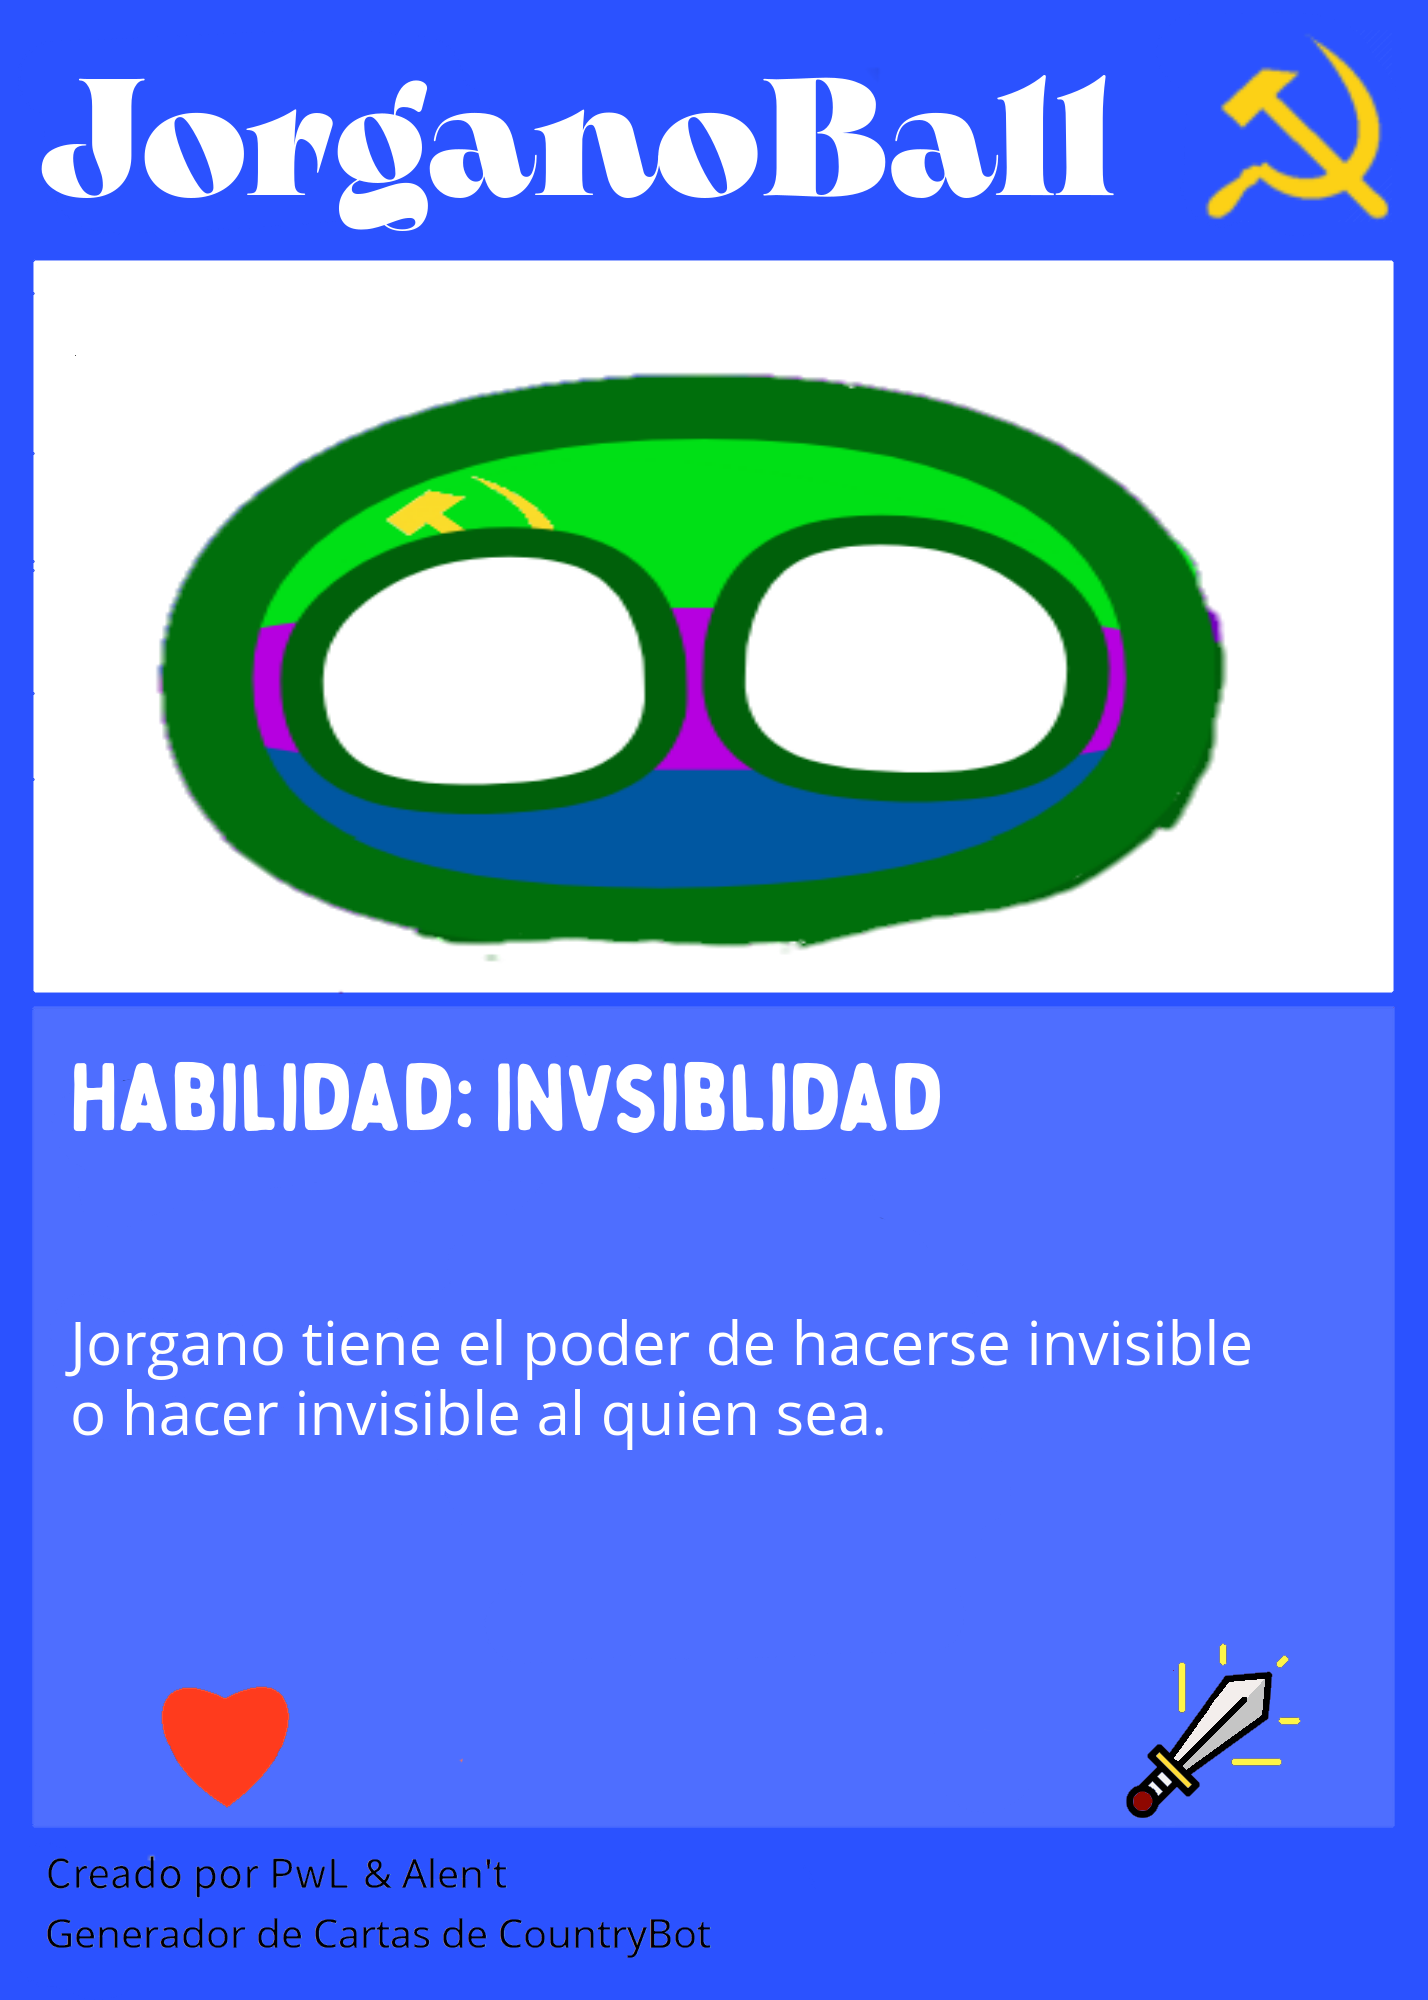 JorganoBall
HABILIDAD: INVSIBLIDAD
Jorgano tiene el poder de hacerse invisible
o hacer invisible al quien sea.
Creado por PwL & Alen't
Generador de Cartas de CountryBot